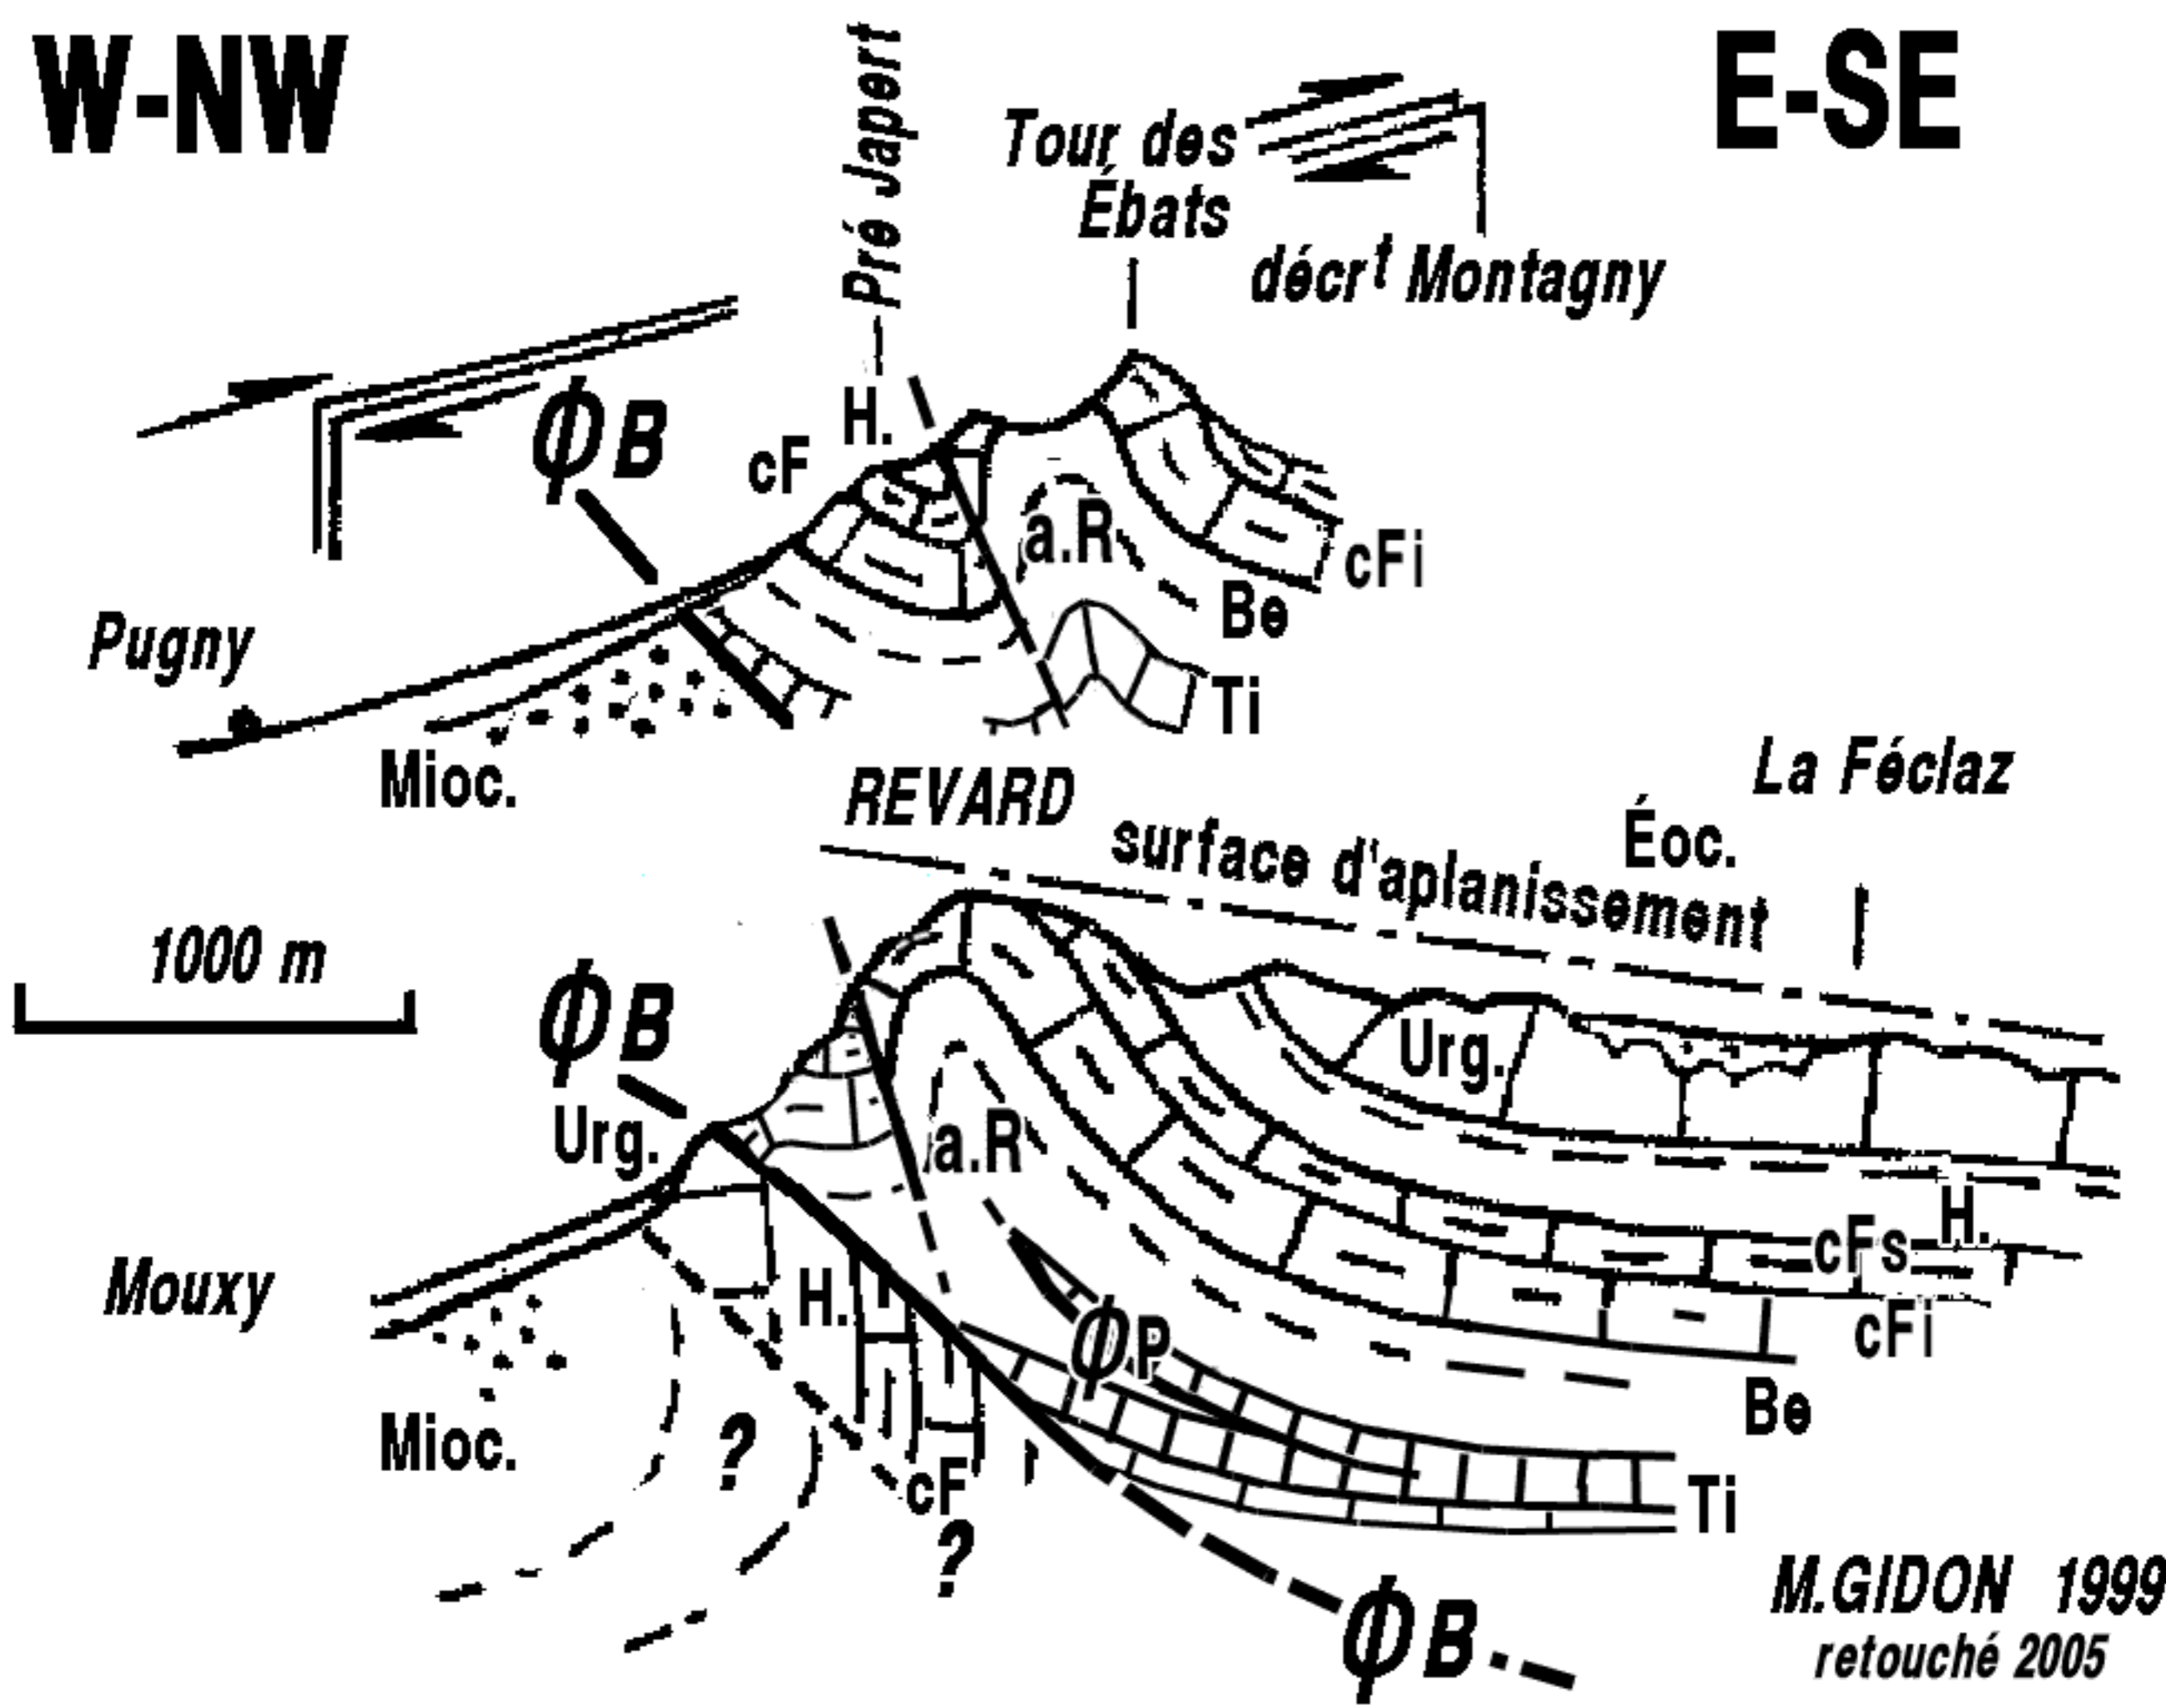 W-NW
E-SE
Pré Japert
Tour des
Ébats
décrᵗ Montagny
ϕB
cF
H.
a.R
cFi
Be
Pugny
Ti
Mioc.
REVARD
La Féclaz
surface d'aplanissement
Éoc.
1000 m
ϕB
Urg.
Urg.
a.R
H.
cFs
Mouxy
H.
ϕP
cFi
Be
Mioc.
?
cF
Ti
?
M.GIDON 1999
retouché 2005
ϕB